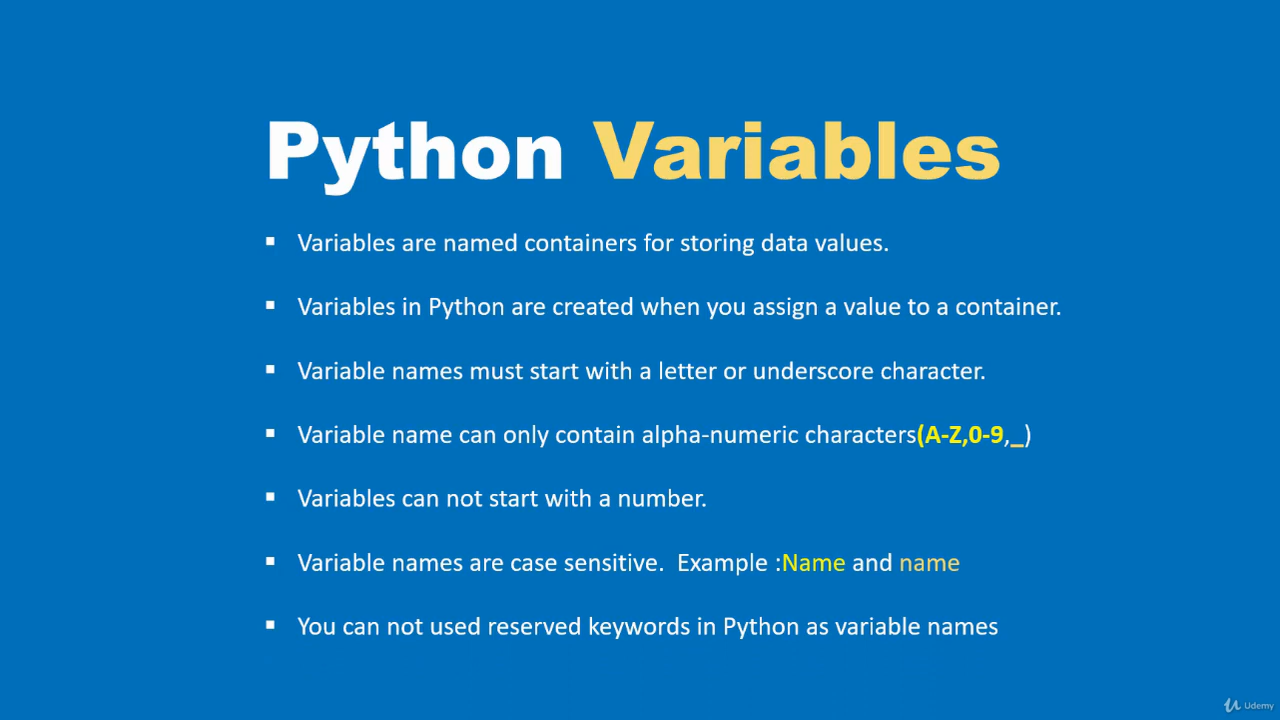 Python Variables
▪ Variables are named containers for storing data values.
▪ Variables in Python are created when you assign a value to a container.
▪ Variable names must start with a letter or underscore character.
▪ Variable name can only contain alpha-numeric characters(A-Z,0-9,_)
▪ Variables can not start with a number.
▪ Variable names are case sensitive.  Example :Name and name
▪ You can not used reserved keywords in Python as variable names
Udemy